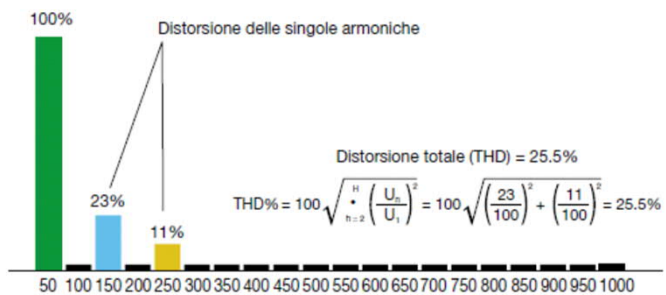 100%
Distorsione delle singole armoniche
Distorsione totale (THD) = 25.5%
THD% = 100 √ H • h=2 (Uh/U1)² = 100 √ (23/100)² + (11/100)² = 25.5%
23%
11%
50 100 150 200 250 300 350 400 450 500 550 600 650 700 750 800 850 900 950 1000